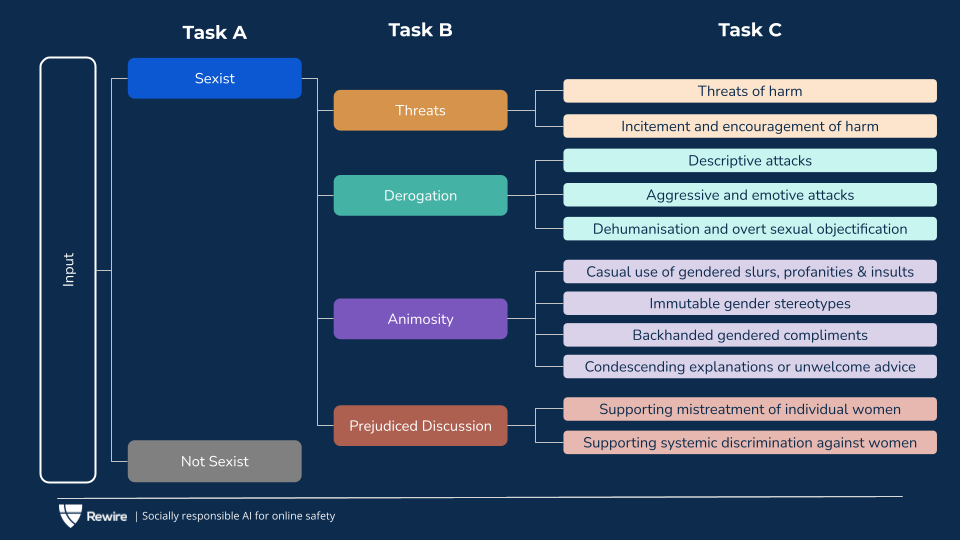 Task A
Task B
Task C
Input
Sexist
Threats
Threats of harm
Incitement and encouragement of harm
Derogation
Descriptive attacks
Aggressive and emotive attacks
Dehumanisation and overt sexual objectification
Animosity
Casual use of gendered slurs, profanities & insults
Immutable gender stereotypes
Backhanded gendered compliments
Condescending explanations or unwelcome advice
Prejudiced Discussion
Supporting mistreatment of individual women
Supporting systemic discrimination against women
Not Sexist
Rewire | Socially responsible AI for online safety